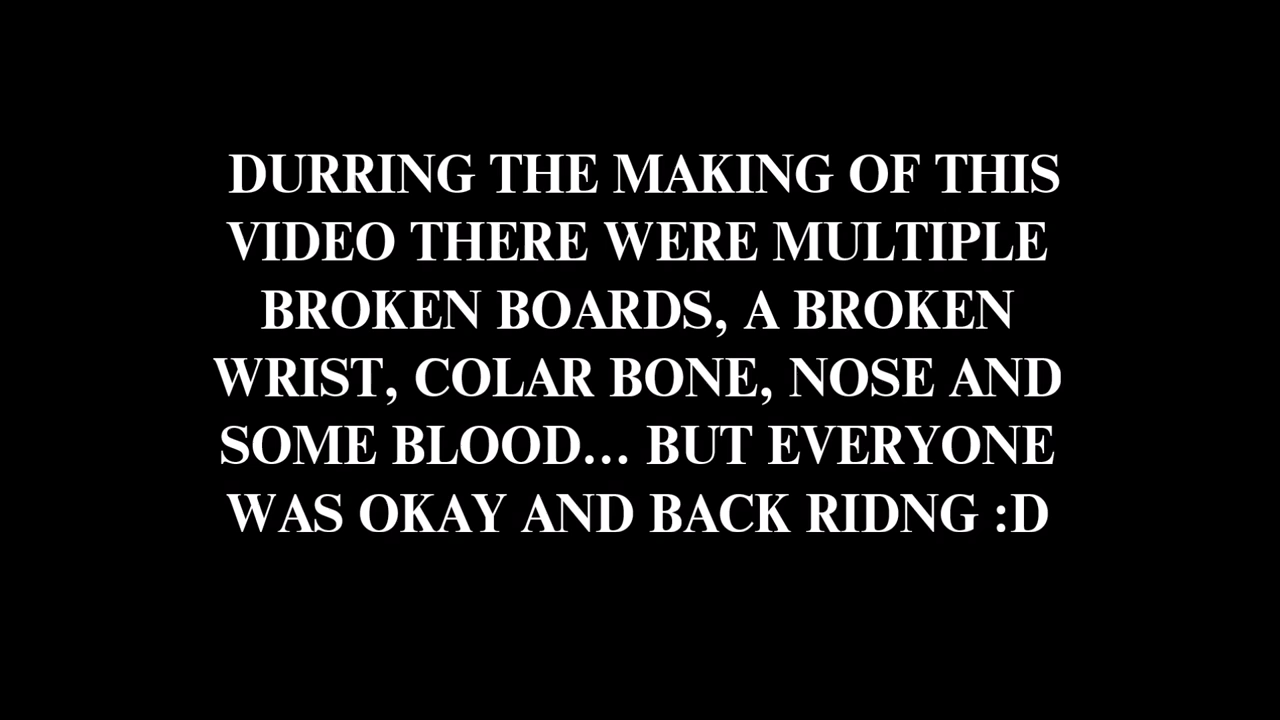 DURRING THE MAKING OF THIS
VIDEO THERE WERE MULTIPLE
BROKEN BOARDS, A BROKEN
WRIST, COLAR BONE, NOSE AND
SOME BLOOD... BUT EVERYONE
WAS OKAY AND BACK RIDNG :D